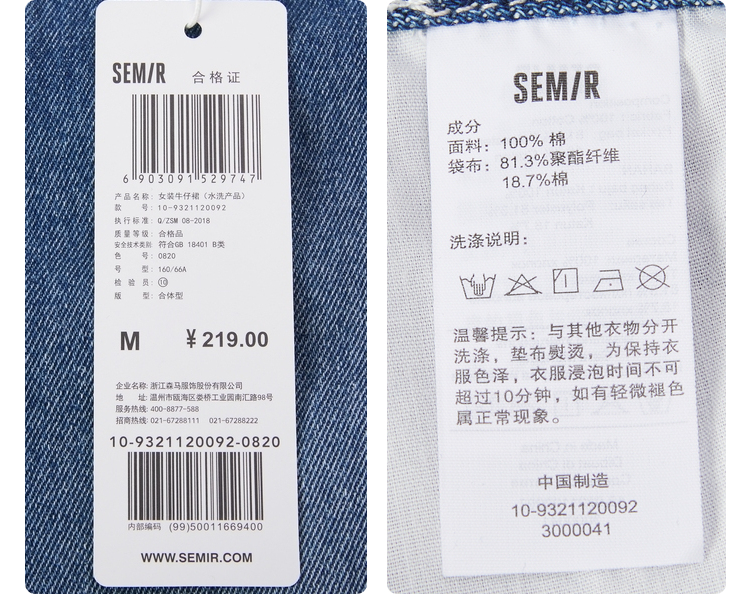 SEM/R 合格证
6 903091 529747
产品名称: 女装牛仔裙（水洗产品）
款 号: 10-9321120092
执行标准: Q/ZSM 08-2018
质量等级: 合格品
安全技术类别: 符合GB 18401 B类
色 号: 0820
号 型: 160/66A
检 验 员: ⑩
版 型: 合体型
M ￥219.00
企业名称: 浙江森马服饰股份有限公司
地 址: 温州市瓯海区娄桥工业园南汇路98号
服务热线: 400-8877-588
招商热线: 021-67288111 021-67288222
10-9321120092-0820
内部编码 (99)50011669400
WWW.SEMIR.COM
SEM/R
成分
面料: 100% 棉
袋布: 81.3%聚酯纤维
18.7%棉
洗涤说明:
温馨提示: 与其他衣物分开
洗涤, 垫布熨烫, 为保持衣
服色泽, 衣服浸泡时间不可
超过10分钟, 如有轻微褪色
属正常现象。
中国制造
10-9321120092
3000041